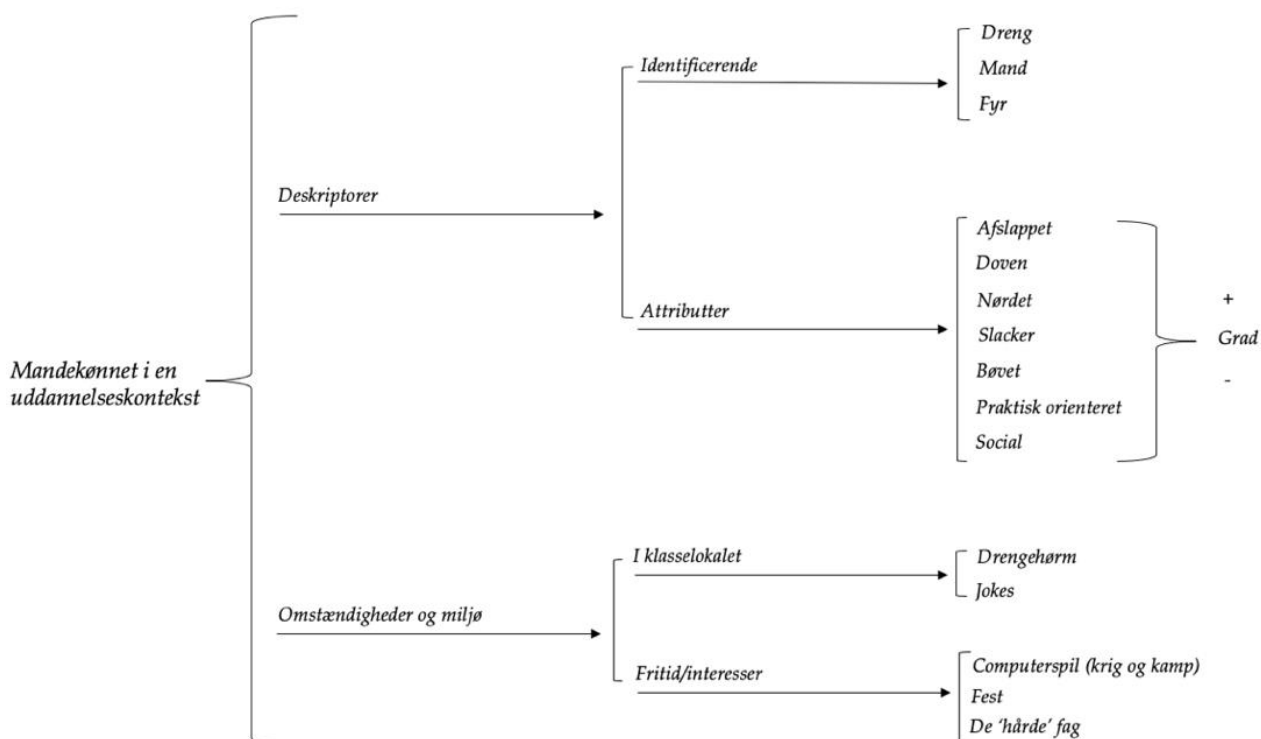 Mandekønnet i en
uddannelseskontekst
Deskriptorer
Identificerende
Dreng
Mand
Fyr
Attributter
Afslappet
Doven
Nørdet
Slacker
Bøvet
Praktisk orienteret
Social
+
Grad
-
Omstændigheder og miljø
I klasselokalet
Drengehørm
Jokes
Fritid/interesser
Computerspil (krig og kamp)
Fest
De ‘hårde’ fag